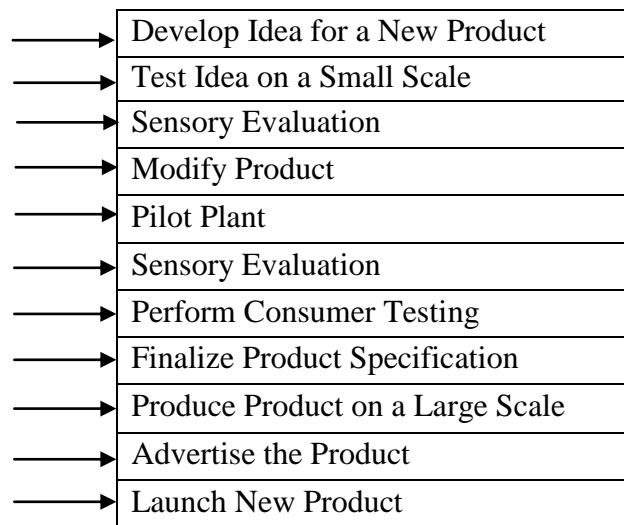 Develop Idea for a New Product
Test Idea on a Small Scale
Sensory Evaluation
Modify Product
Pilot Plant
Sensory Evaluation
Perform Consumer Testing
Finalize Product Specification
Produce Product on a Large Scale
Advertise the Product
Launch New Product